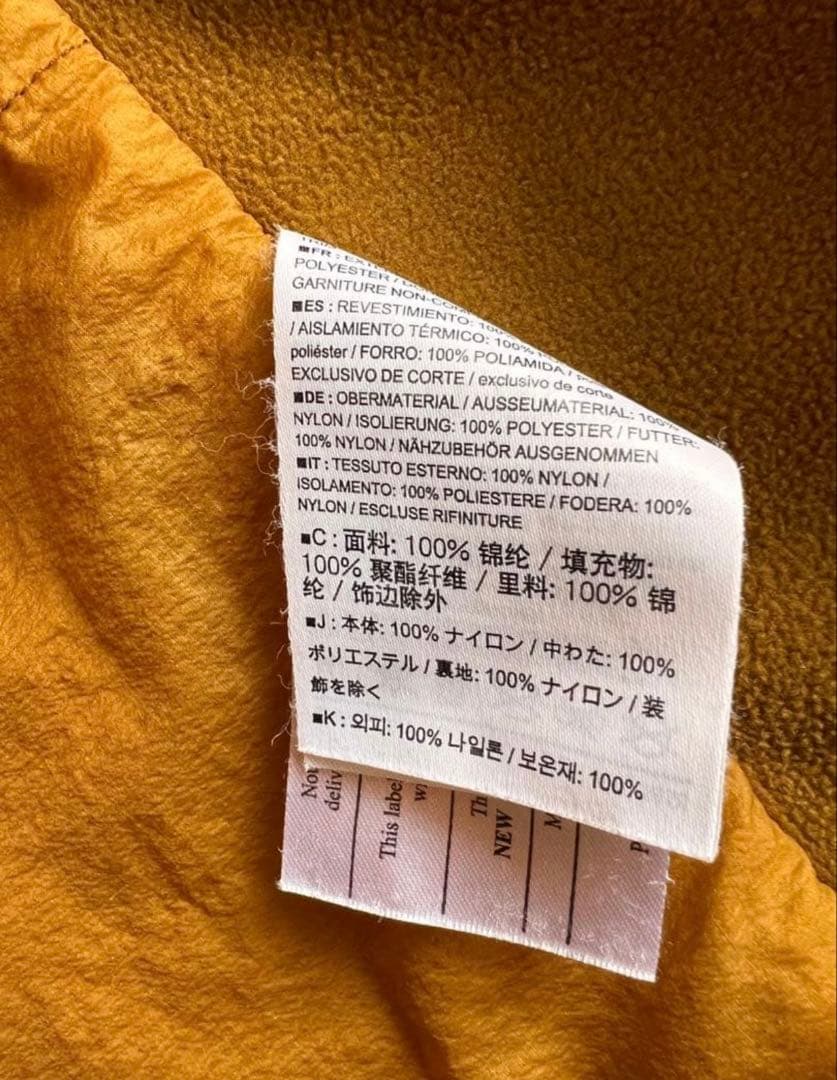 ■FR :
POLYESTER /
GARNITURE
■ES : REVESTIMIENTO:
/ AISLAMIENTO TÉRMICO: 100%
poliéster / FORRO: 100% POLIAMIDA /
EXCLUSIVO DE CORTE / exclusivo de corte
■DE : OBERMATERIAL / AUSSEUMATERIAL: 100%
NYLON / ISOLIERUNG: 100% POLYESTER / FUTTER:
100% NYLON / NÄHZUBEHÖR AUSGENOMMEN
■IT : TESSUTO ESTERNO: 100% NYLON /
ISOLAMENTO: 100% POLIESTERE / FODERA: 100%
NYLON / ESCLUSE RIFINITURE
■C : 面料: 100% 锦纶 / 填充物:
100% 聚酯纤维 / 里料: 100% 锦
纶 / 饰边除外
■J : 本体: 100% ナイロン / 中わた: 100%
ポリエステル / 裏地: 100% ナイロン / 装
飾を除く
■K : 외피: 100% 나일론 / 보온재: 100%
This
NEW